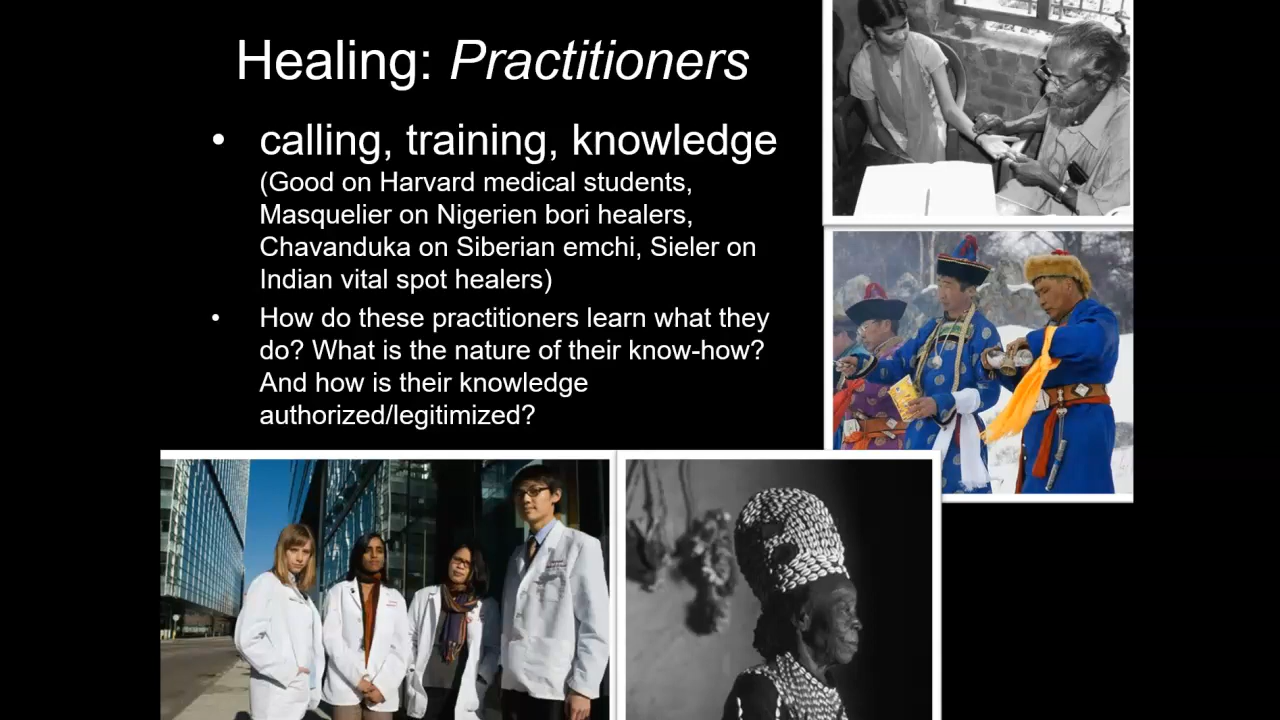 Healing: Practitioners
• calling, training, knowledge
(Good on Harvard medical students,
Masquelier on Nigerien bori healers,
Chavanduka on Siberian emchi, Sieler on
Indian vital spot healers)
• How do these practitioners learn what they
do? What is the nature of their know-how?
And how is their knowledge
authorized/legitimized?